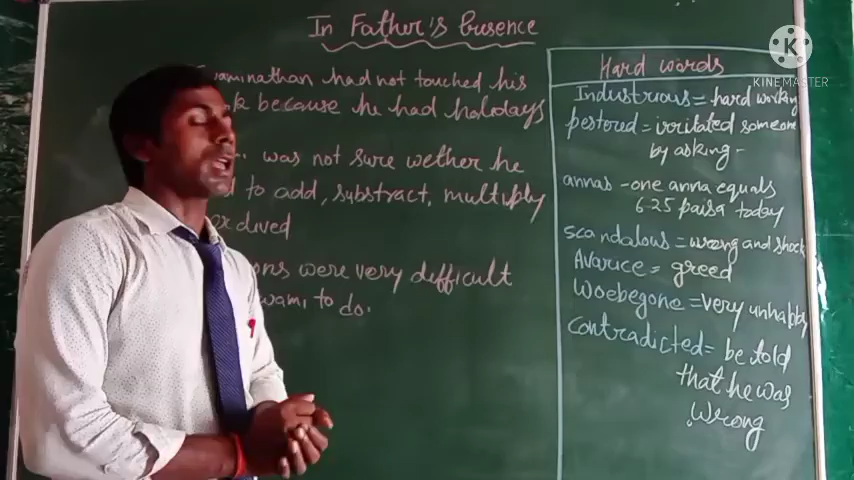 In Father's Presence
Swaminathan had not touched his
because he had holidays
was not sure wether he
to add, substract, multiply
dived
were very difficult
to do.
Hard words
Industrious = hard working
pestored = irritated someone
by asking -
annas - one anna equals
6.25 paisa today
scandalous = wrong and shock
Avarice = greed
Woebegone = very unhappy
contradicted = be told
that he was
wrong
K
KINEMASTER